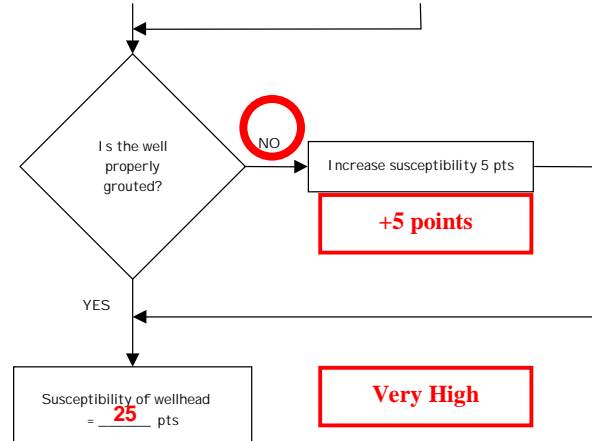 Is the well
properly
grouted?
NO
Increase susceptibility 5 pts
+5 points
YES
Susceptibility of wellhead
= 25 pts
Very High